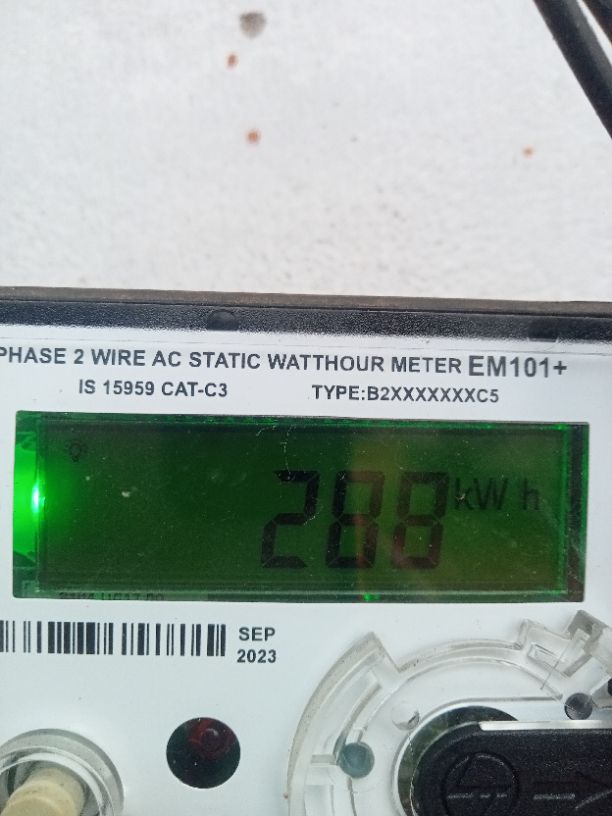 PHASE 2 WIRE AC STATIC WATTHOUR METER EM101+
IS 15959 CAT-C3 TYPE:B2XXXXXXXC5
288 kWh
SEP
2023